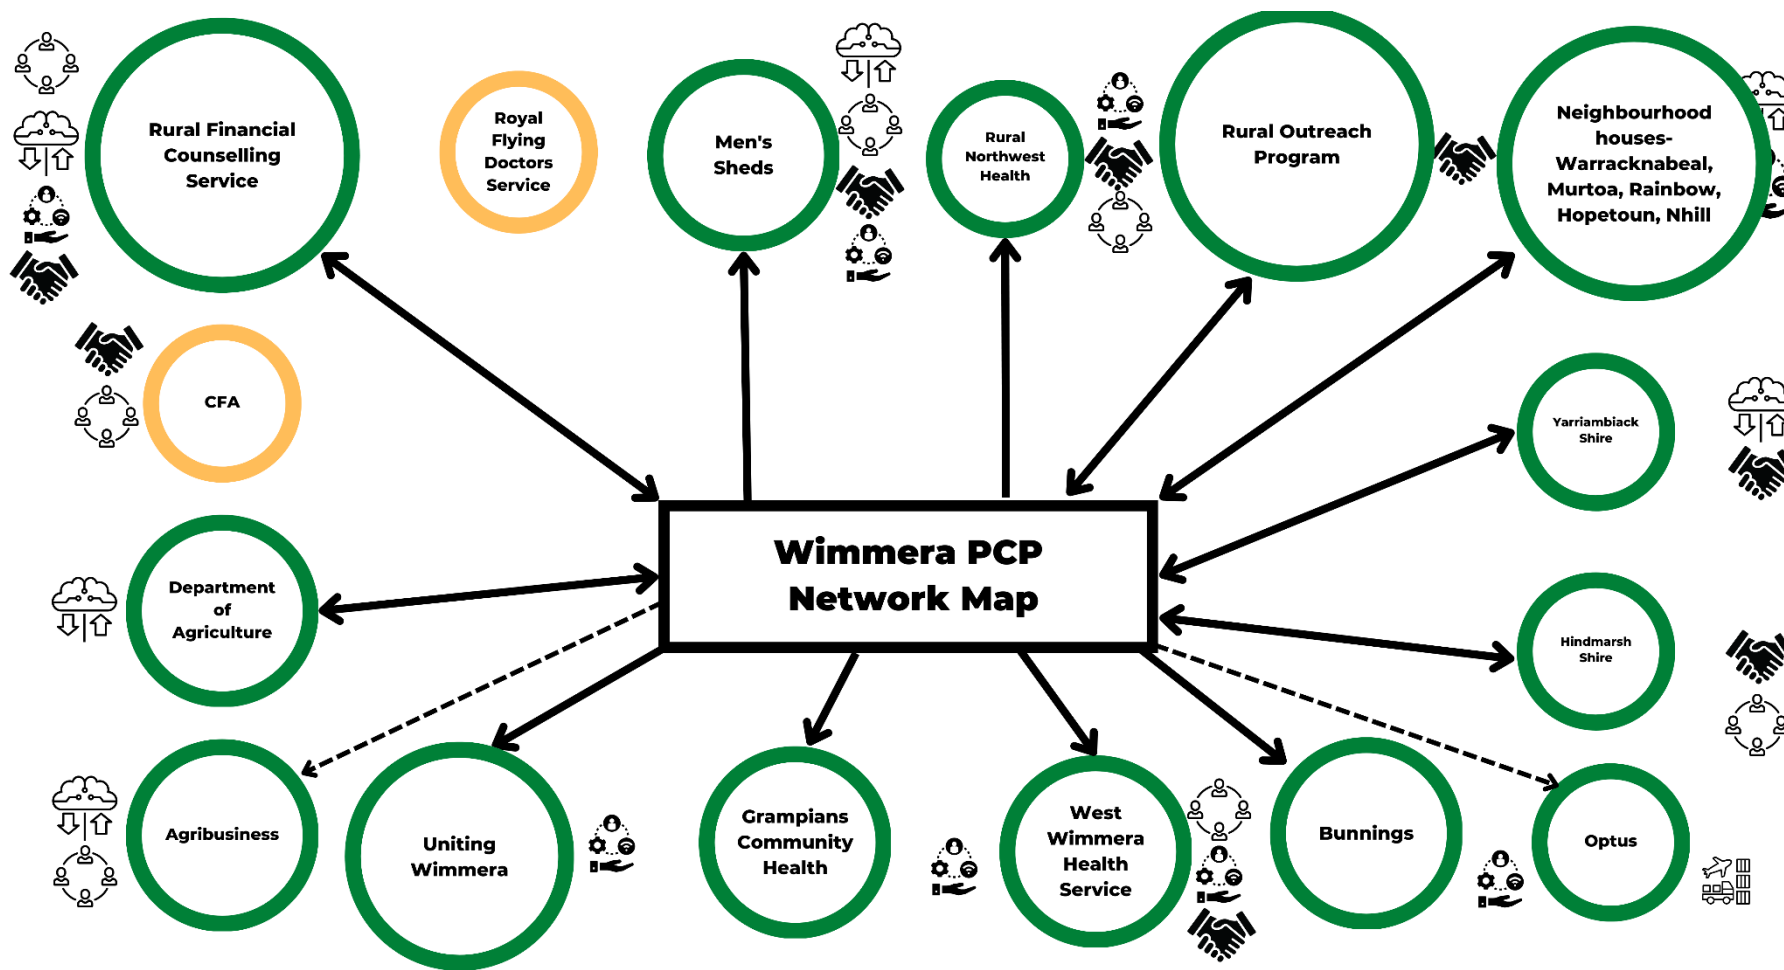 Rural Financial
Counselling
Service
Royal
Flying
Doctors
Service
Men's
Sheds
Rural
Northwest
Health
Rural Outreach
Program
Neighbourhood
houses-
Warracknabeal,
Murtoa, Rainbow,
Hopetoun, Nhill
CFA
Yarriambiack
Shire
Wimmera PCP
Network Map
Department
of
Agriculture
Hindmarsh
Shire
Agribusiness
Uniting
Wimmera
Grampians
Community
Health
West
Wimmera
Health
Service
Bunnings
Optus